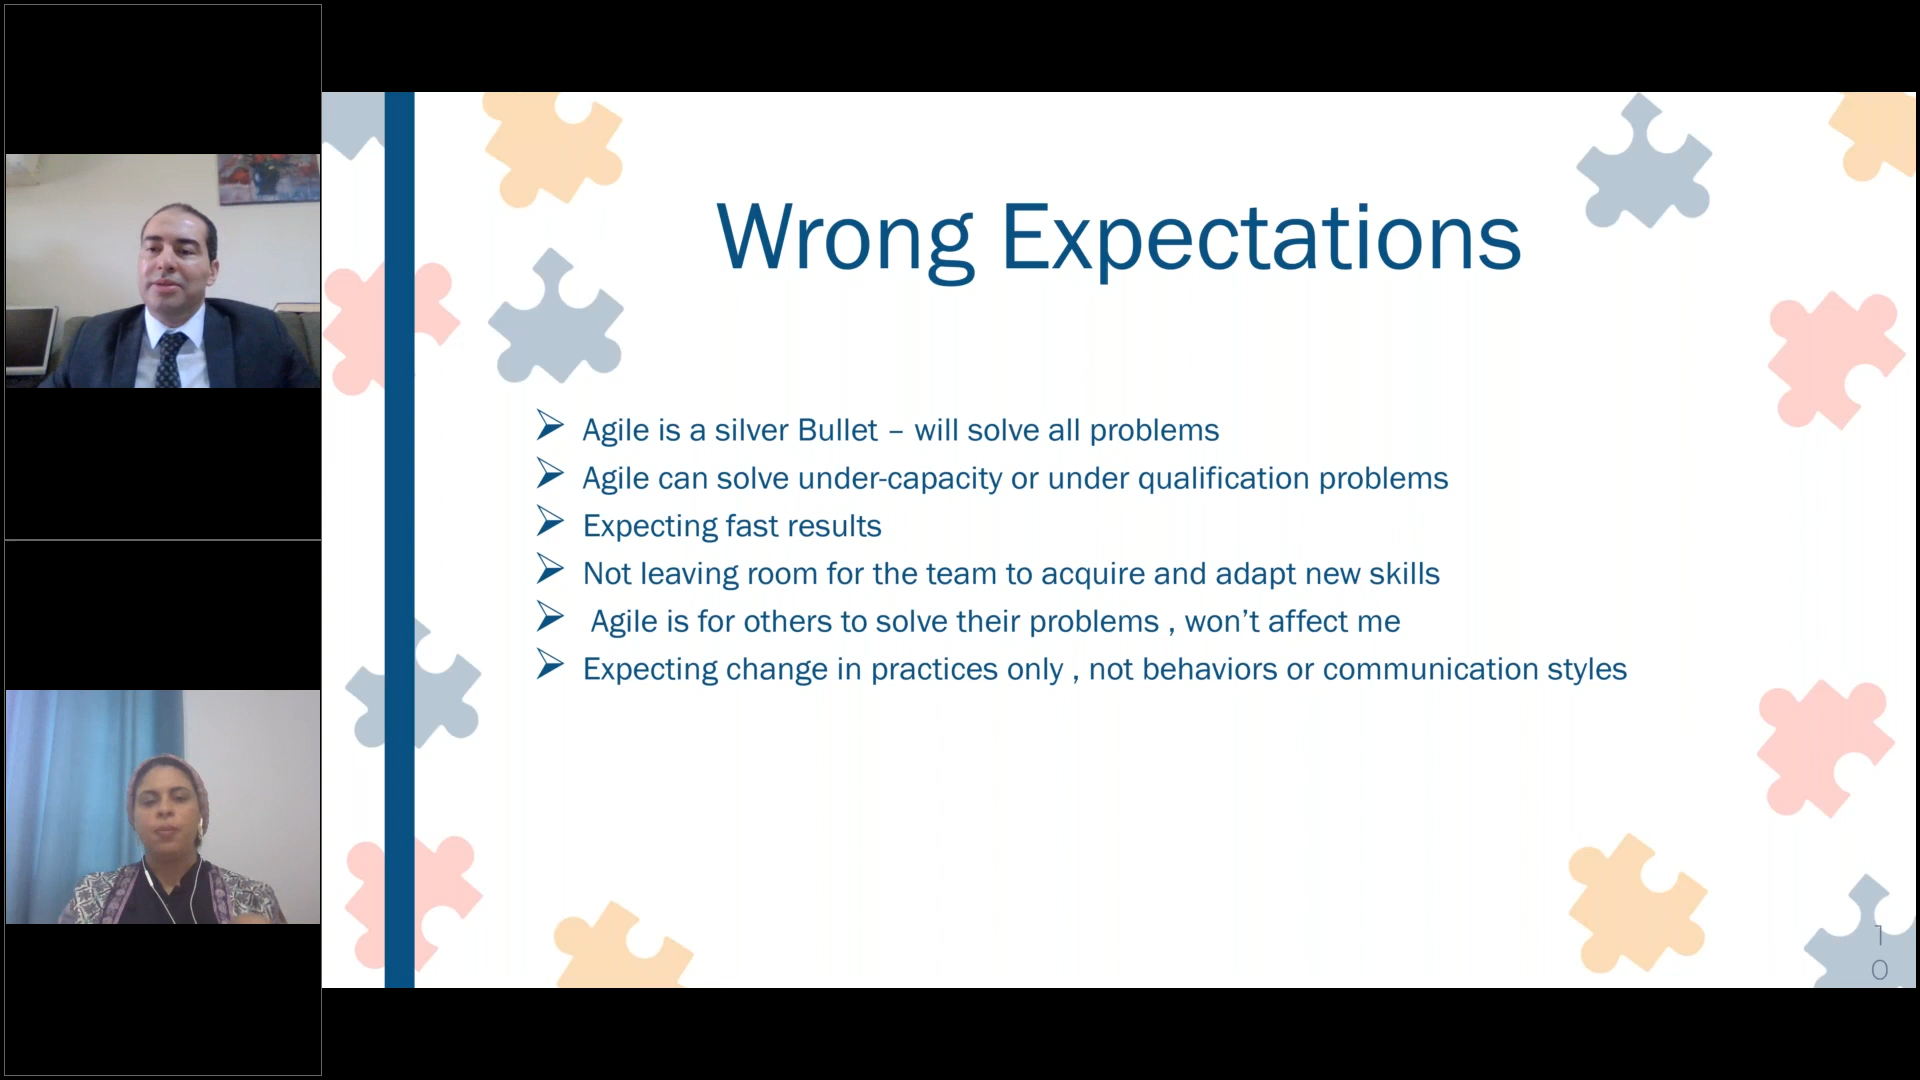 Wrong Expectations
➢ Agile is a silver Bullet – will solve all problems
➢ Agile can solve under-capacity or under qualification problems
➢ Expecting fast results
➢ Not leaving room for the team to acquire and adapt new skills
➢ Agile is for others to solve their problems , won’t affect me
➢ Expecting change in practices only , not behaviors or communication styles
1
0